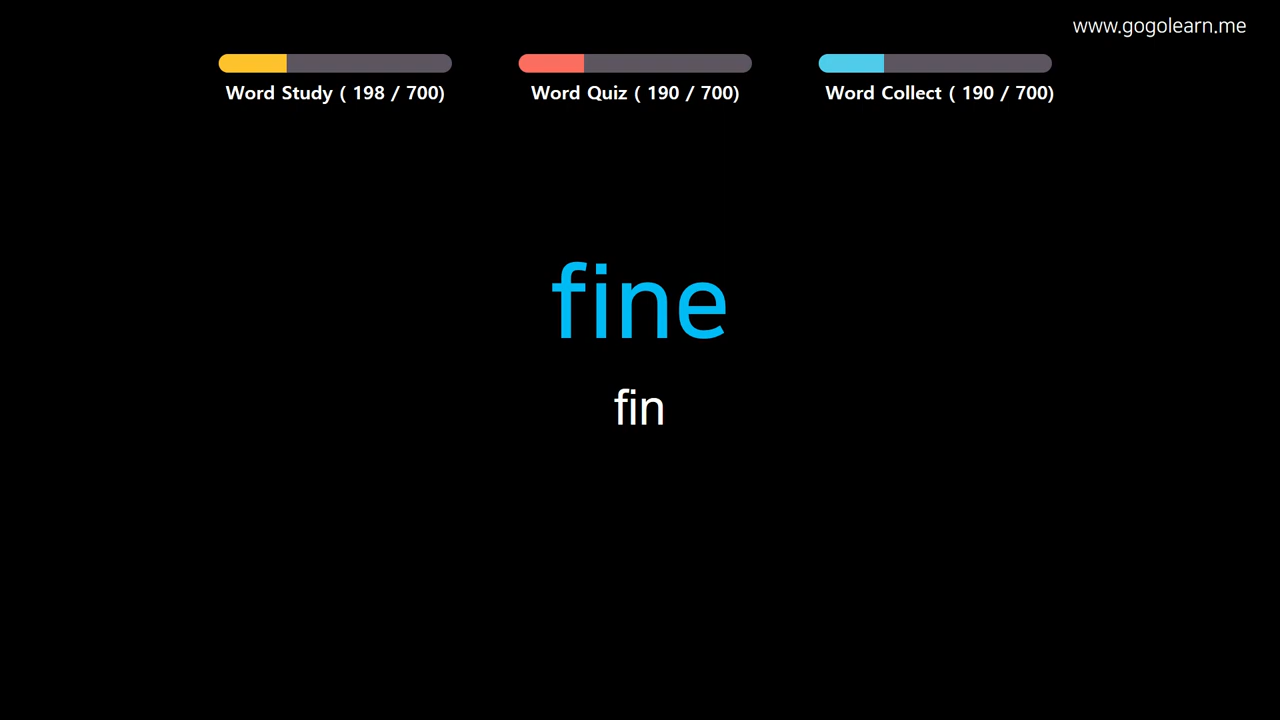 www.gogolearn.me
Word Study ( 198 / 700)
Word Quiz ( 190 / 700)
Word Collect ( 190 / 700)
fine
fin